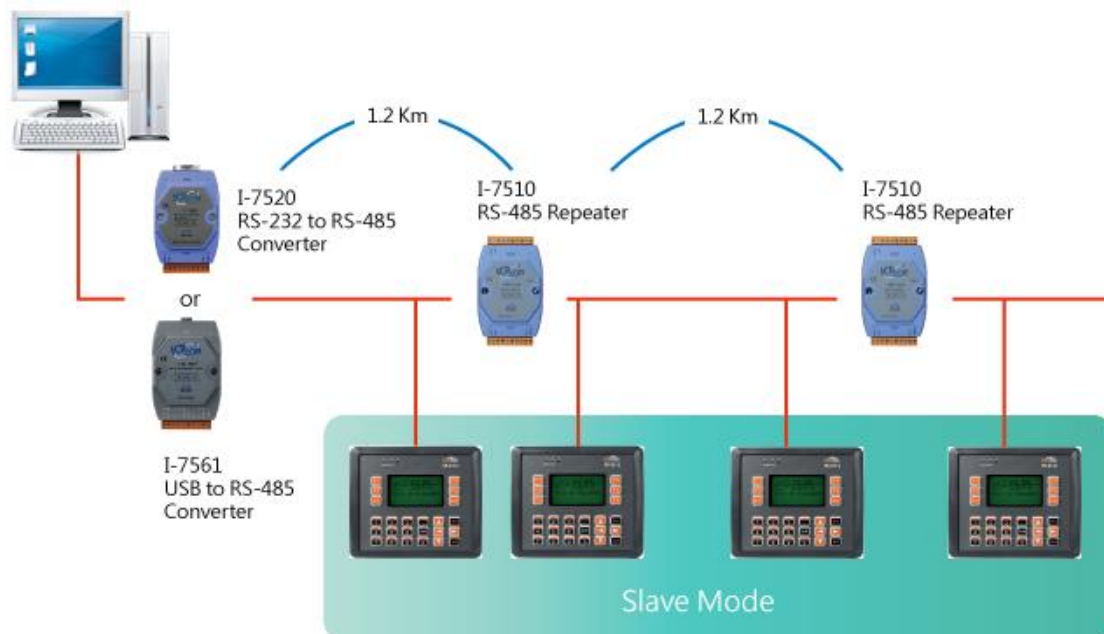 1.2 Km
1.2 Km
I-7520
RS-232 to RS-485
Converter
I-7510
RS-485 Repeater
I-7510
RS-485 Repeater
or
I-7561
USB to RS-485
Converter
Slave Mode